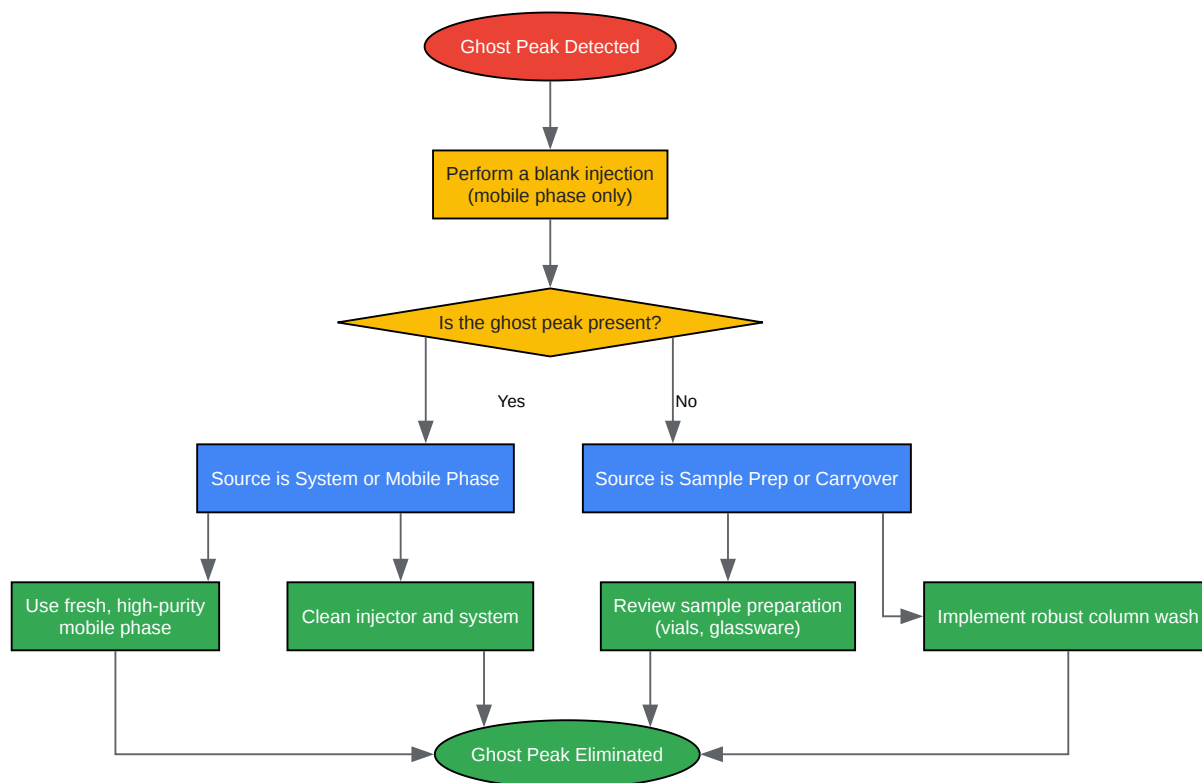 Ghost Peak Detected
Perform a blank injection
(mobile phase only)
Is the ghost peak present?
Yes
No
Source is System or Mobile Phase
Source is Sample Prep or Carryover
Use fresh, high-purity
mobile phase
Clean injector and system
Review sample preparation
(vials, glassware)
Implement robust column wash
Ghost Peak Eliminated